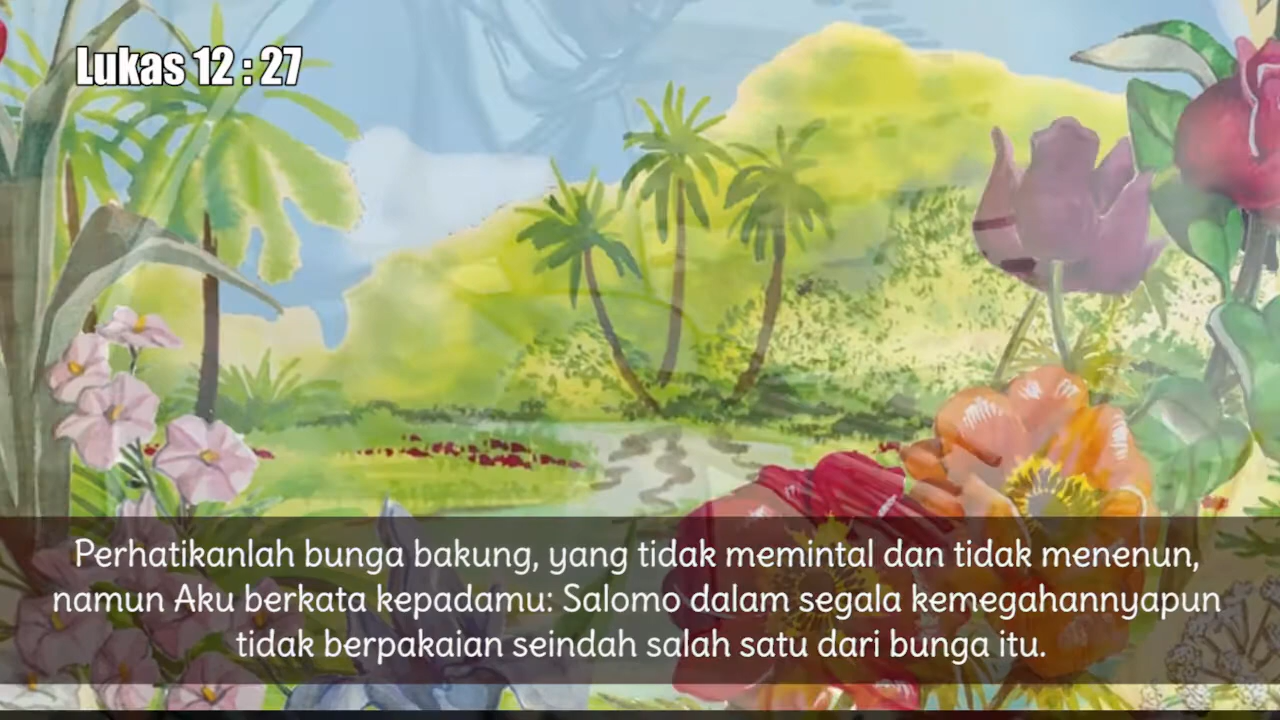 Lukas 12 : 27
Perhatikanlah bunga bakung, yang tidak memintal dan tidak menenun,
namun Aku berkata kepadamu: Salomo dalam segala kemegahannyapun
tidak berpakaian seindah salah satu dari bunga itu.